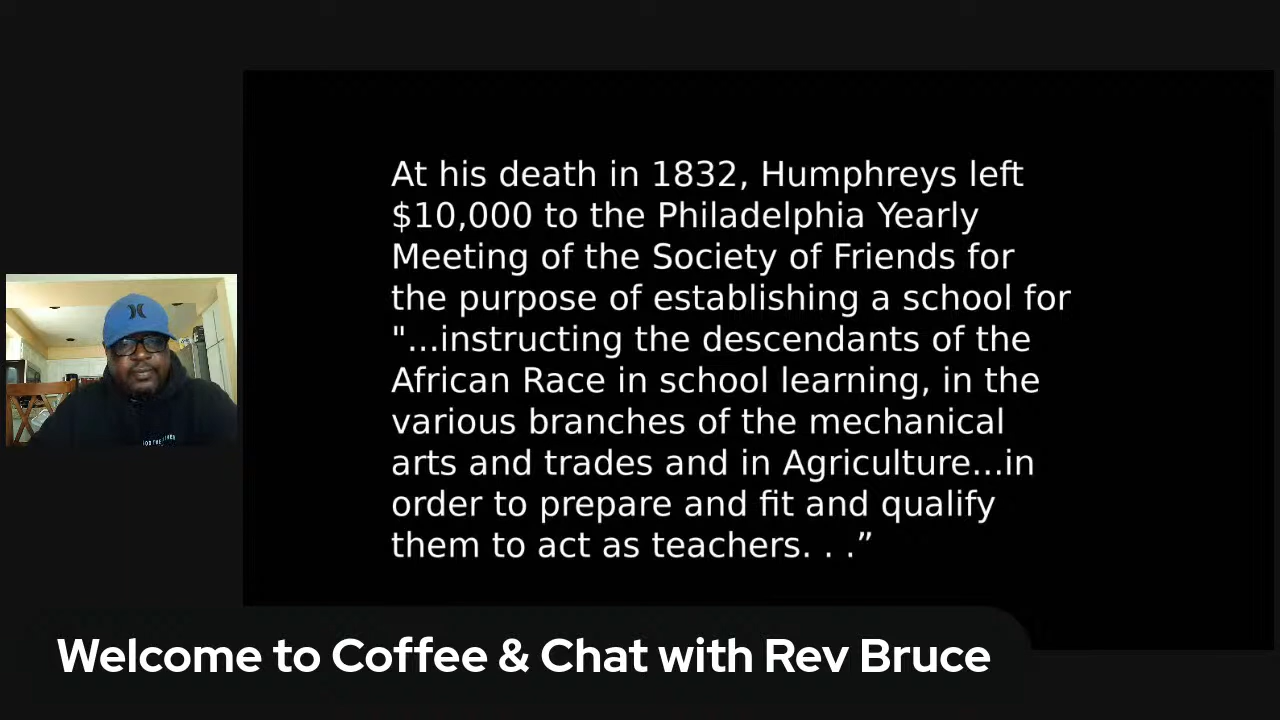 At his death in 1832, Humphreys left
$10,000 to the Philadelphia Yearly
Meeting of the Society of Friends for
the purpose of establishing a school for
"...instructing the descendants of the
African Race in school learning, in the
various branches of the mechanical
arts and trades and in Agriculture...in
order to prepare and fit and qualify
them to act as teachers. . .”
Welcome to Coffee & Chat with Rev Bruce